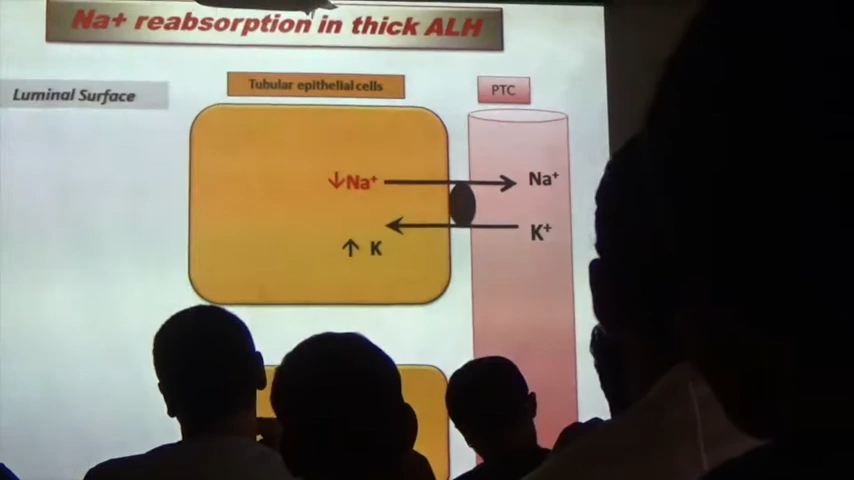 Na+ reabsorption in thick ALH
Tubular epithelial cells
Luminal Surface
PTC
↓Na⁺
Na⁺
K⁺
↑ K